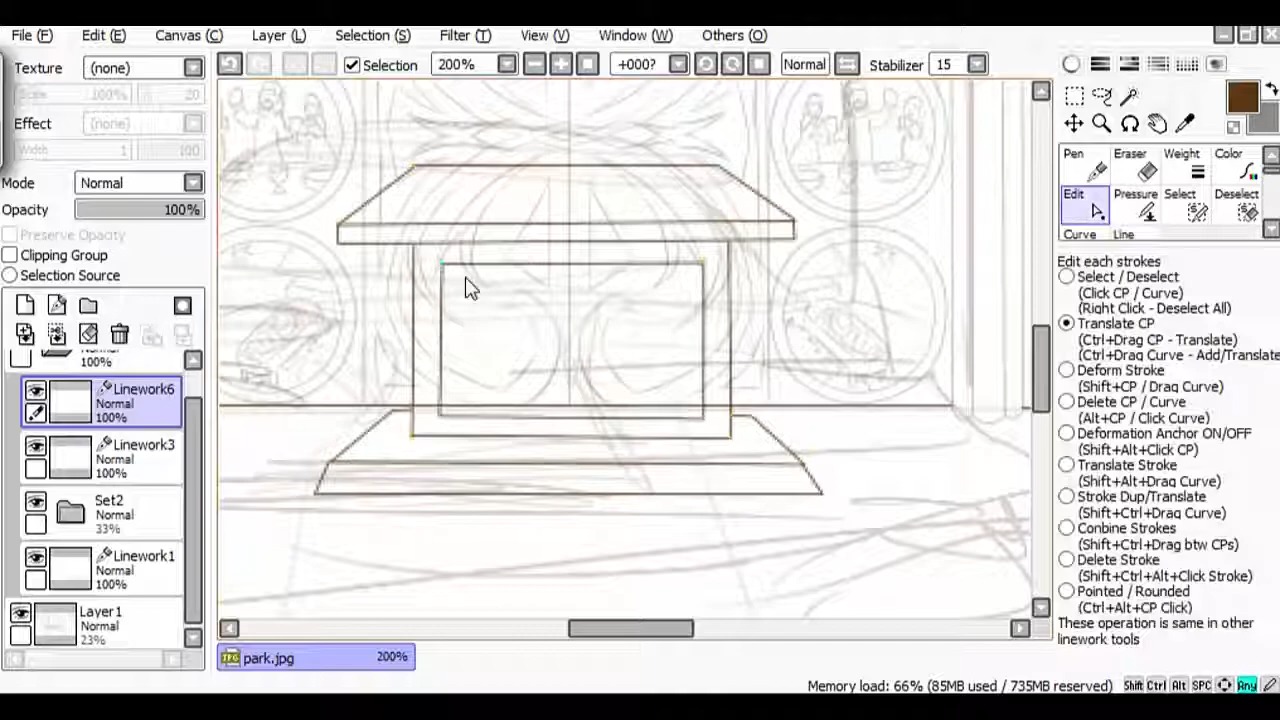 File (F) Edit (E) Canvas (C) Layer (L) Selection (S) Filter (T) View (V) Window (W) Others (O)
Texture (none)
Scale 100% 20
Effect (none)
Width 1 100
Mode Normal
Opacity 100%
Preserve Opacity
Clipping Group
Selection Source
Normal
100%
Linework6
Normal
100%
Linework3
Normal
100%
Set2
Normal
33%
Linework1
Normal
100%
Layer1
Normal
23%
Selection 200% +000? Normal Stabilizer 15
park.jpg 200%
Pen Eraser Weight Color
Edit Pressure Select Deselect
Curve Line
Edit each strokes
Select / Deselect
(Click CP / Curve)
(Right Click - Deselect All)
Translate CP
(Ctrl+Drag CP - Translate)
(Ctrl+Drag Curve - Add/Translate
Deform Stroke
(Shift+CP / Drag Curve)
Delete CP / Curve
(Alt+CP / Click Curve)
Deformation Anchor ON/OFF
(Shift+Alt+Click CP)
Translate Stroke
(Shift+Alt+Drag Curve)
Stroke Dup/Translate
(Shift+Ctrl+Drag Curve)
Conbine Strokes
(Shift+Ctrl+Drag btw CPs)
Delete Stroke
(Shift+Ctrl+Alt+Click Stroke)
Pointed / Rounded
(Ctrl+Alt+CP Click)
These operation is same in other
linework tools
Memory load: 66% (85MB used / 735MB reserved) Shift Ctrl Alt SPC Any